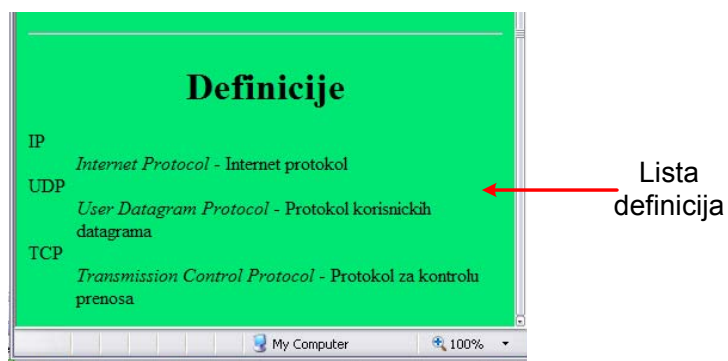 Definicije
IP
Internet Protocol - Internet protokol
UDP
User Datagram Protocol - Protokol korisnickih
datagrama
TCP
Transmission Control Protocol - Protokol za kontrolu
prenosa
Lista
definicija
My Computer
100%